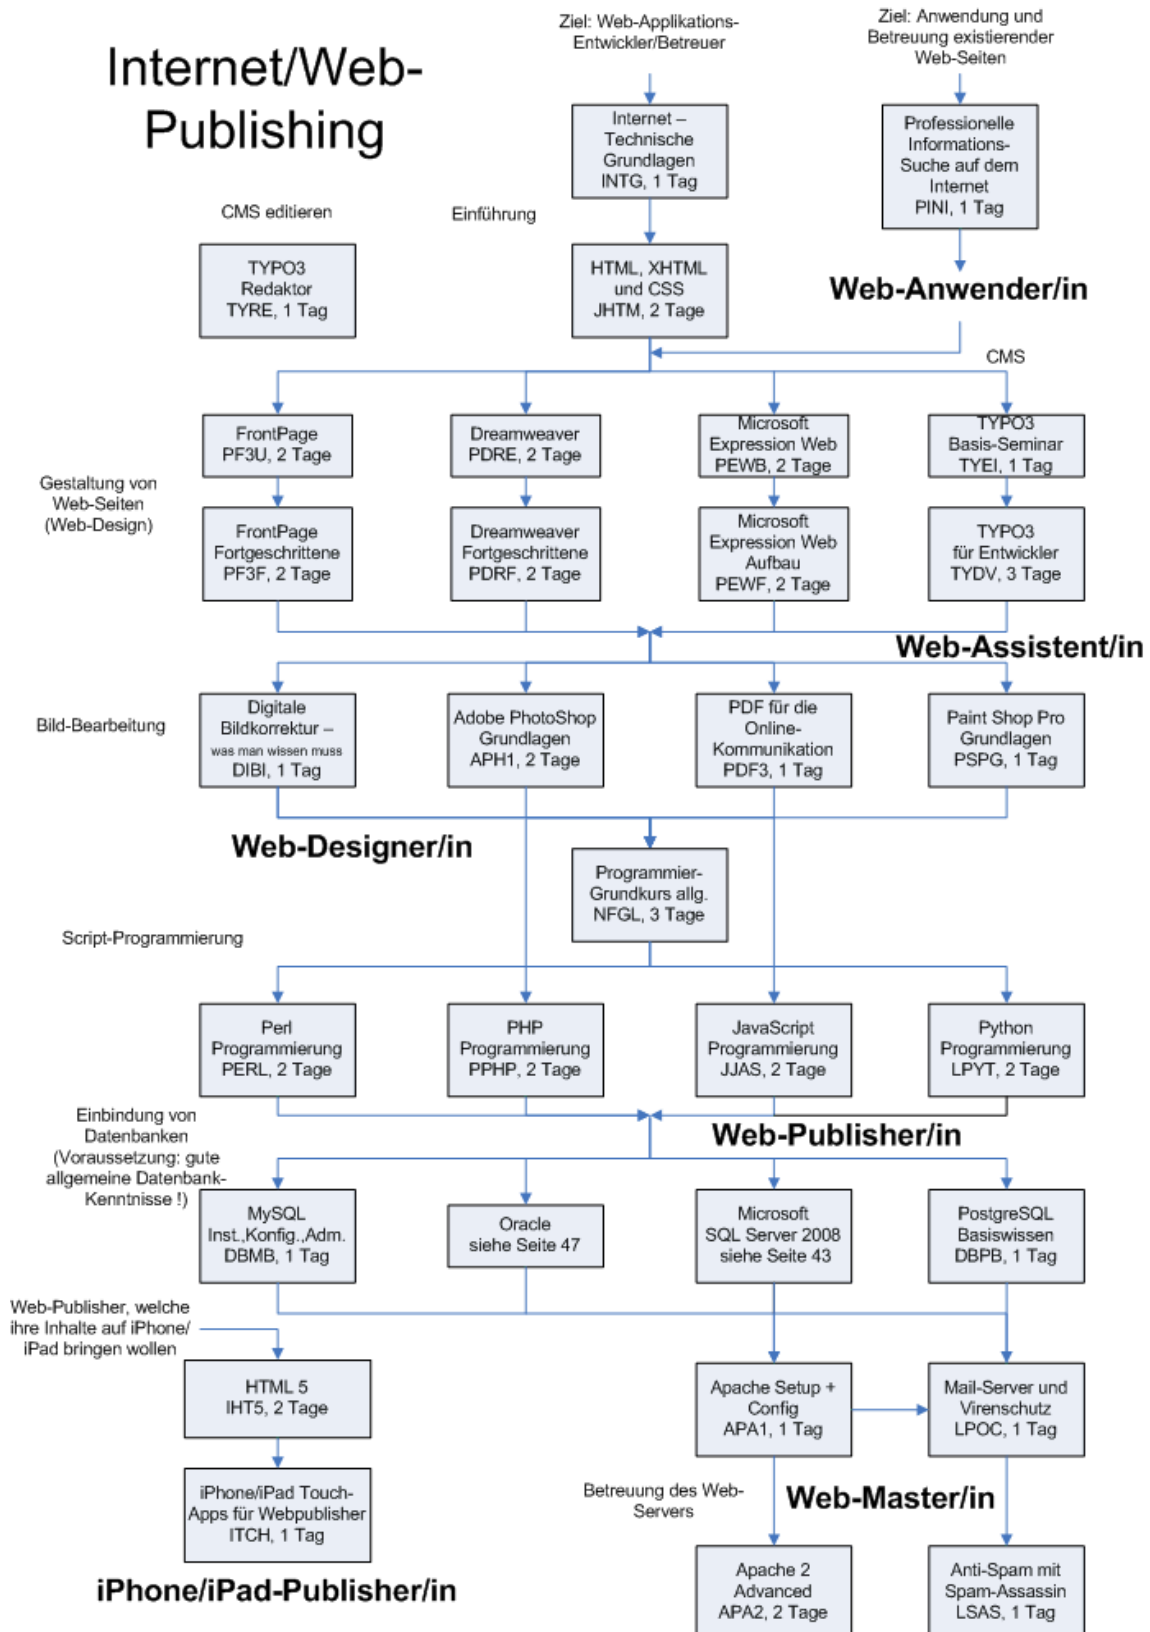 Internet/Web-
Publishing
Ziel: Web-Applikations-
Entwickler/Betreuer
Ziel: Anwendung und
Betreuung existierender
Web-Seiten
Internet –
Technische
Grundlagen
INTG, 1 Tag
Professionelle
Informations-
Suche auf dem
Internet
PINI, 1 Tag
CMS editieren
Einführung
TYPO3
Redaktor
TYRE, 1 Tag
HTML, XHTML
und CSS
JHTM, 2 Tage
Web-Anwender/in
CMS
FrontPage
PF3U, 2 Tage
Dreamweaver
PDRE, 2 Tage
Microsoft
Expression Web
PEWB, 2 Tage
TYPO3
Basis-Seminar
TYEI, 1 Tag
Gestaltung von
Web-Seiten
(Web-Design)
FrontPage
Fortgeschrittene
PF3F, 2 Tage
Dreamweaver
Fortgeschrittene
PDRF, 2 Tage
Microsoft
Expression Web
Aufbau
PEWF, 2 Tage
TYPO3
für Entwickler
TYDV, 3 Tage
Web-Assistent/in
Bild-Bearbeitung
Digitale
Bildkorrektur –
was man wissen muss
DIBI, 1 Tag
Adobe PhotoShop
Grundlagen
APH1, 2 Tage
PDF für die
Online-
Kommunikation
PDF3, 1 Tag
Paint Shop Pro
Grundlagen
PSPG, 1 Tag
Web-Designer/in
Programmier-
Grundkurs allg.
NFGL, 3 Tage
Script-Programmierung
Perl
Programmierung
PERL, 2 Tage
PHP
Programmierung
PPHP, 2 Tage
JavaScript
Programmierung
JJAS, 2 Tage
Python
Programmierung
LPYT, 2 Tage
Einbindung von
Datenbanken
(Voraussetzung: gute
allgemeine Datenbank-
Kenntnisse !)
Web-Publisher/in
MySQL
Inst.,Konfig.,Adm.
DBMB, 1 Tag
Oracle
siehe Seite 47
Microsoft
SQL Server 2008
siehe Seite 43
PostgreSQL
Basiswissen
DBPB, 1 Tag
Web-Publisher, welche
ihre Inhalte auf iPhone/
iPad bringen wollen
HTML 5
IHT5, 2 Tage
Apache Setup +
Config
APA1, 1 Tag
Mail-Server und
Virenschutz
LPOC, 1 Tag
iPhone/iPad Touch-
Apps für Webpublisher
ITCH, 1 Tag
Betreuung des Web-
Servers
Web-Master/in
iPhone/iPad-Publisher/in
Apache 2
Advanced
APA2, 2 Tage
Anti-Spam mit
Spam-Assassin
LSAS, 1 Tag